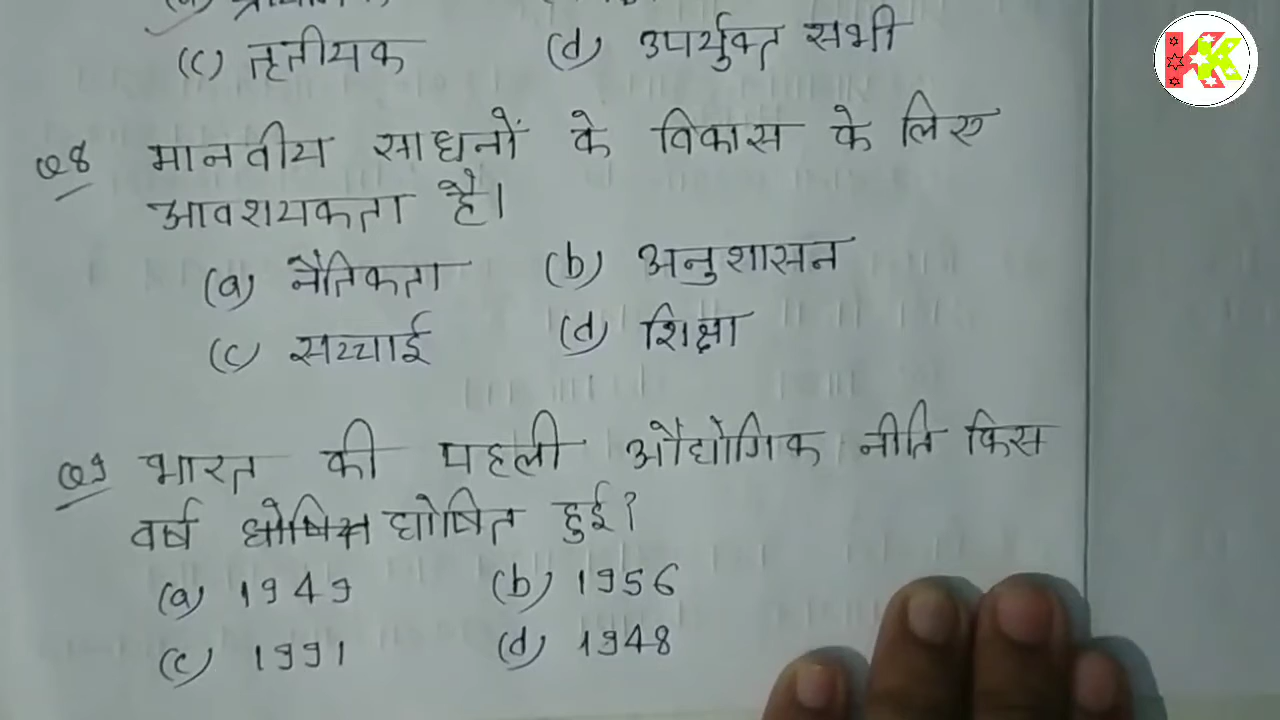 (c) तृतीयक (d) उपर्युक्त सभी
Q8 मानवीय साधनों के विकास के लिए
आवशयकता है।
(a) नैतिकता (b) अनुशासन
(c) सच्चाई (d) शिक्षा
Q9 भारत की पहली औद्योगिक नीति किस
वर्ष घोषित हुई?
(a) 1949 (b) 1956
(c) 1991 (d) 1948
KK